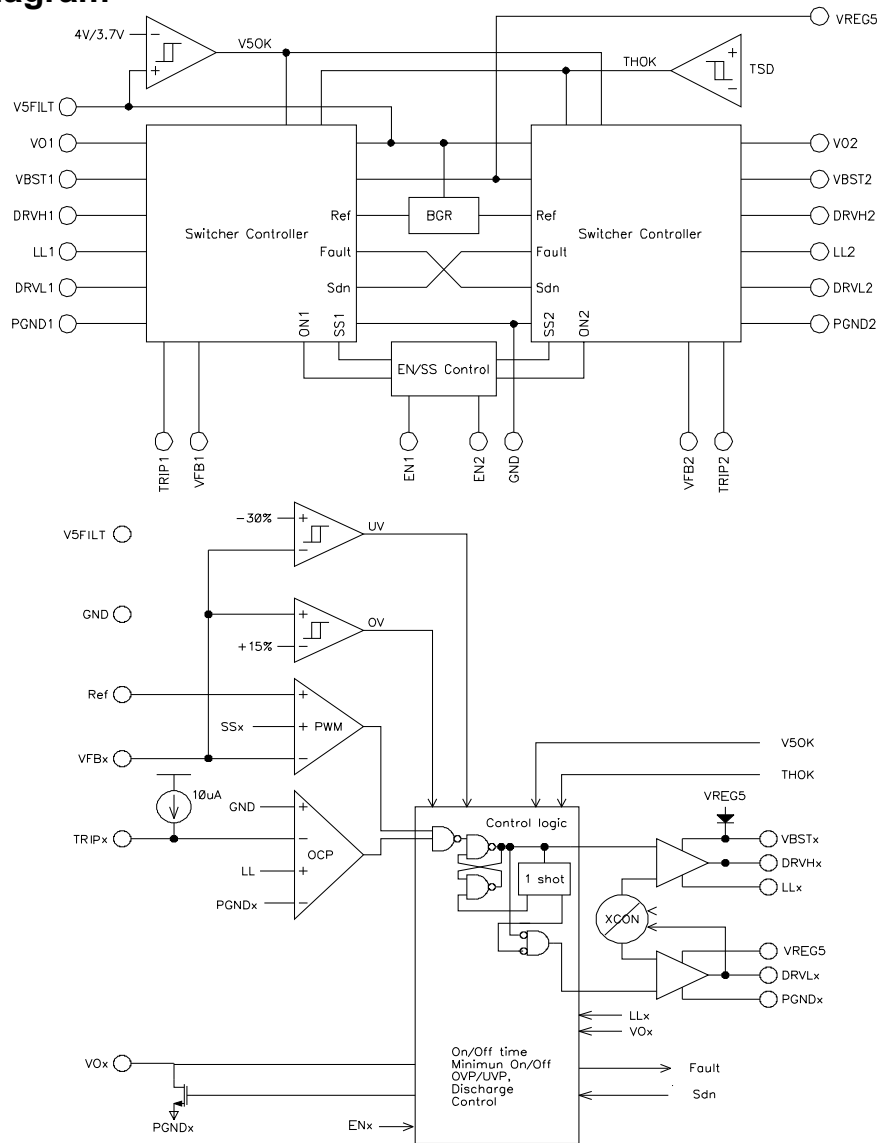 agram
4V/3.7V
V5OK
VREG5
THOK
TSD
V5FILT
VO1
VBST1
DRVH1
LL1
DRVL1
PGND1
Switcher Controller
Ref
Fault
Sdn
ON1
SS1
BGR
Ref
Fault
Sdn
SS2
ON2
Switcher Controller
VO2
VBST2
DRVH2
LL2
DRVL2
PGND2
EN/SS Control
TRIP1
VFB1
EN1
EN2
GND
VFB2
TRIP2
V5FILT
-30%
+
-
UV
GND
+
+15%
-
OV
Ref
SSx
VFBx
+
+
-
PWM
10uA
TRIPx
GND
LL
PGNDx
+
-
+
-
OCP
V5OK
THOK
Control logic
1 shot
VREG5
VBSTx
DRVHx
LLx
XCON
VREG5
DRVLx
PGNDx
LLx
VOx
VOx
PGNDx
ENx
On/Off time
Minimun On/Off
OVP/UVP,
Discharge
Control
Fault
Sdn